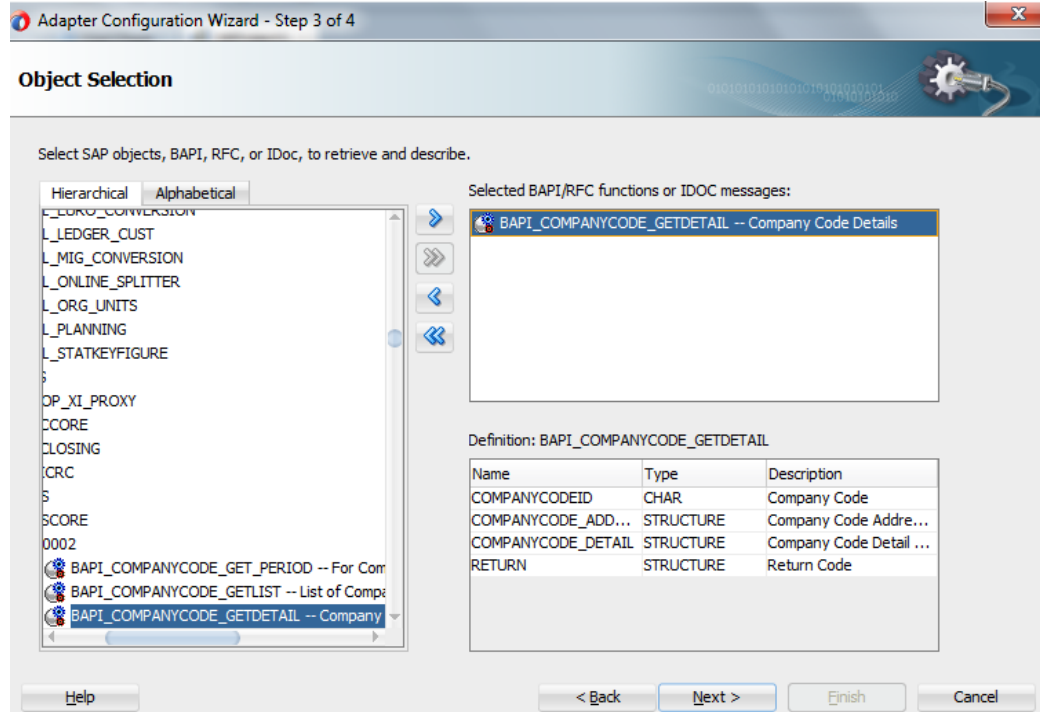 Adapter Configuration Wizard - Step 3 of 4
Object Selection
Select SAP objects, BAPI, RFC, or IDoc, to retrieve and describe.
Hierarchical Alphabetical
L_EURO_CONVERSION
L_LEDGER_CUST
L_MIG_CONVERSION
L_ONLINE_SPLITTER
L_ORG_UNITS
L_PLANNING
L_STATKEYFIGURE
S
OP_XI_PROXY
CCORE
CLOSING
CRC
S
SCORE
0002
BAPI_COMPANYCODE_GET_PERIOD -- For Com
BAPI_COMPANYCODE_GETLIST -- List of Compa
BAPI_COMPANYCODE_GETDETAIL -- Company
Selected BAPI/RFC functions or IDOC messages:
BAPI_COMPANYCODE_GETDETAIL -- Company Code Details
Definition: BAPI_COMPANYCODE_GETDETAIL
Name Type Description
COMPANYCODEID CHAR Company Code
COMPANYCODE_ADD... STRUCTURE Company Code Addre...
COMPANYCODE_DETAIL STRUCTURE Company Code Detail ...
RETURN STRUCTURE Return Code
Help < Back Next > Finish Cancel